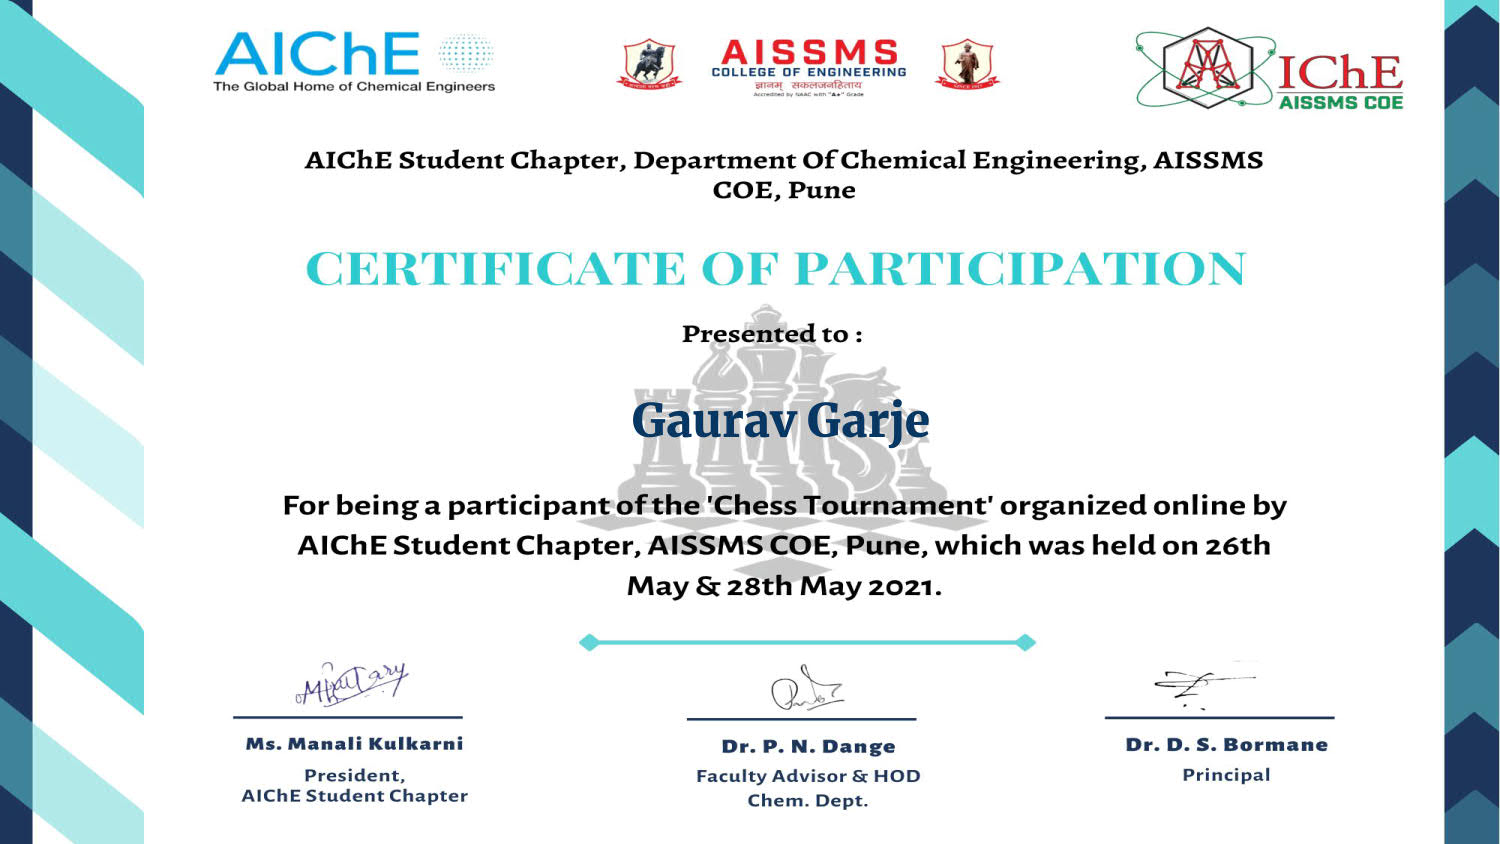 AIChE
The Global Home of Chemical Engineers
AISSMS
COLLEGE OF ENGINEERING
ज्ञानम् सकलजनहिताय
Accredited by NAAC with "A+" Grade
IChE
AISSMS COE
AIChE Student Chapter, Department Of Chemical Engineering, AISSMS
COE, Pune
CERTIFICATE OF PARTICIPATION
Presented to :
Gaurav Garje
For being a participant of the 'Chess Tournament' organized online by
AIChE Student Chapter, AISSMS COE, Pune, which was held on 26th
May & 28th May 2021.
Ms. Manali Kulkarni
President,
AIChE Student Chapter
Dr. P. N. Dange
Faculty Advisor & HOD
Chem. Dept.
Dr. D. S. Bormane
Principal